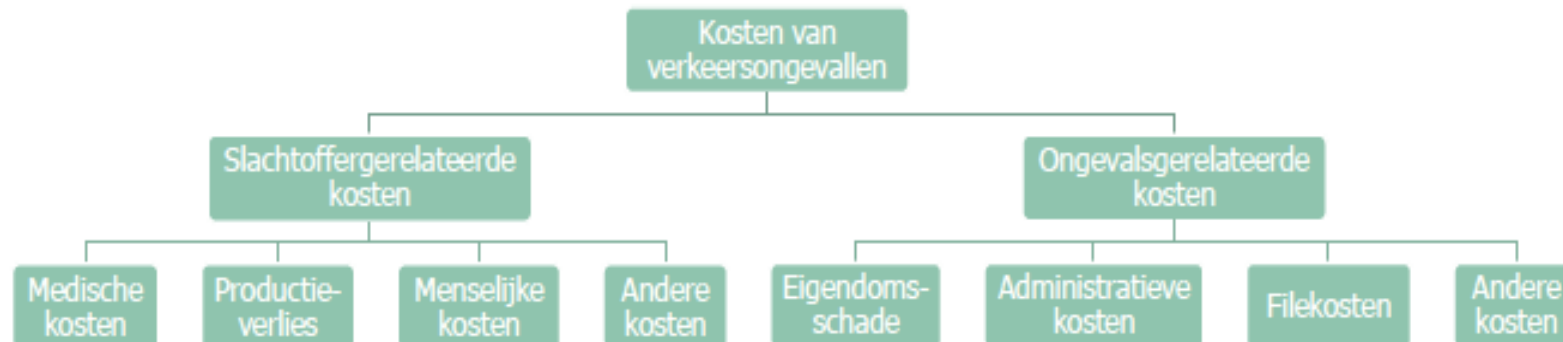 Kosten van
verkeersongevallen
Slachtoffergerelateerde
kosten
Ongevalsgerelateerde
kosten
Medische
kosten
Productie-
verlies
Menselijke
kosten
Andere
kosten
Eigendoms-
schade
Administratieve
kosten
Filekosten
Andere
kosten